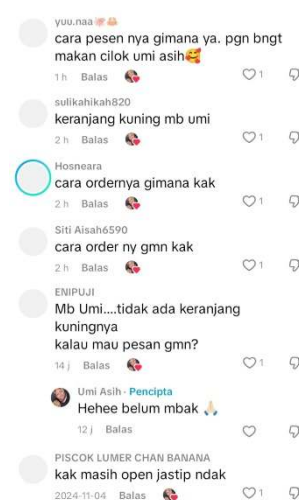 yuu.naa
cara pesen nya gimana ya. pgn bngt
makan cilok umi asih🥰
1 h Balas 1
sulikahikah820
keranjang kuning mb umi
2 h Balas 1
Hosneara
cara ordernya gimana kak
2 h Balas 1
Siti Aisah6590
cara order ny gmn kak
2 h Balas 1
ENIPUJI
Mb Umi....tidak ada keranjang
kuningnya
kalau mau pesan gmn?
14 j Balas 1
Umi Asih · Pencipta
Hehee belum mbak 🙏🏻
12 j Balas
PISCOK LUMER CHAN BANANA
kak masih open jastip ndak
2024-11-04 Balas 1